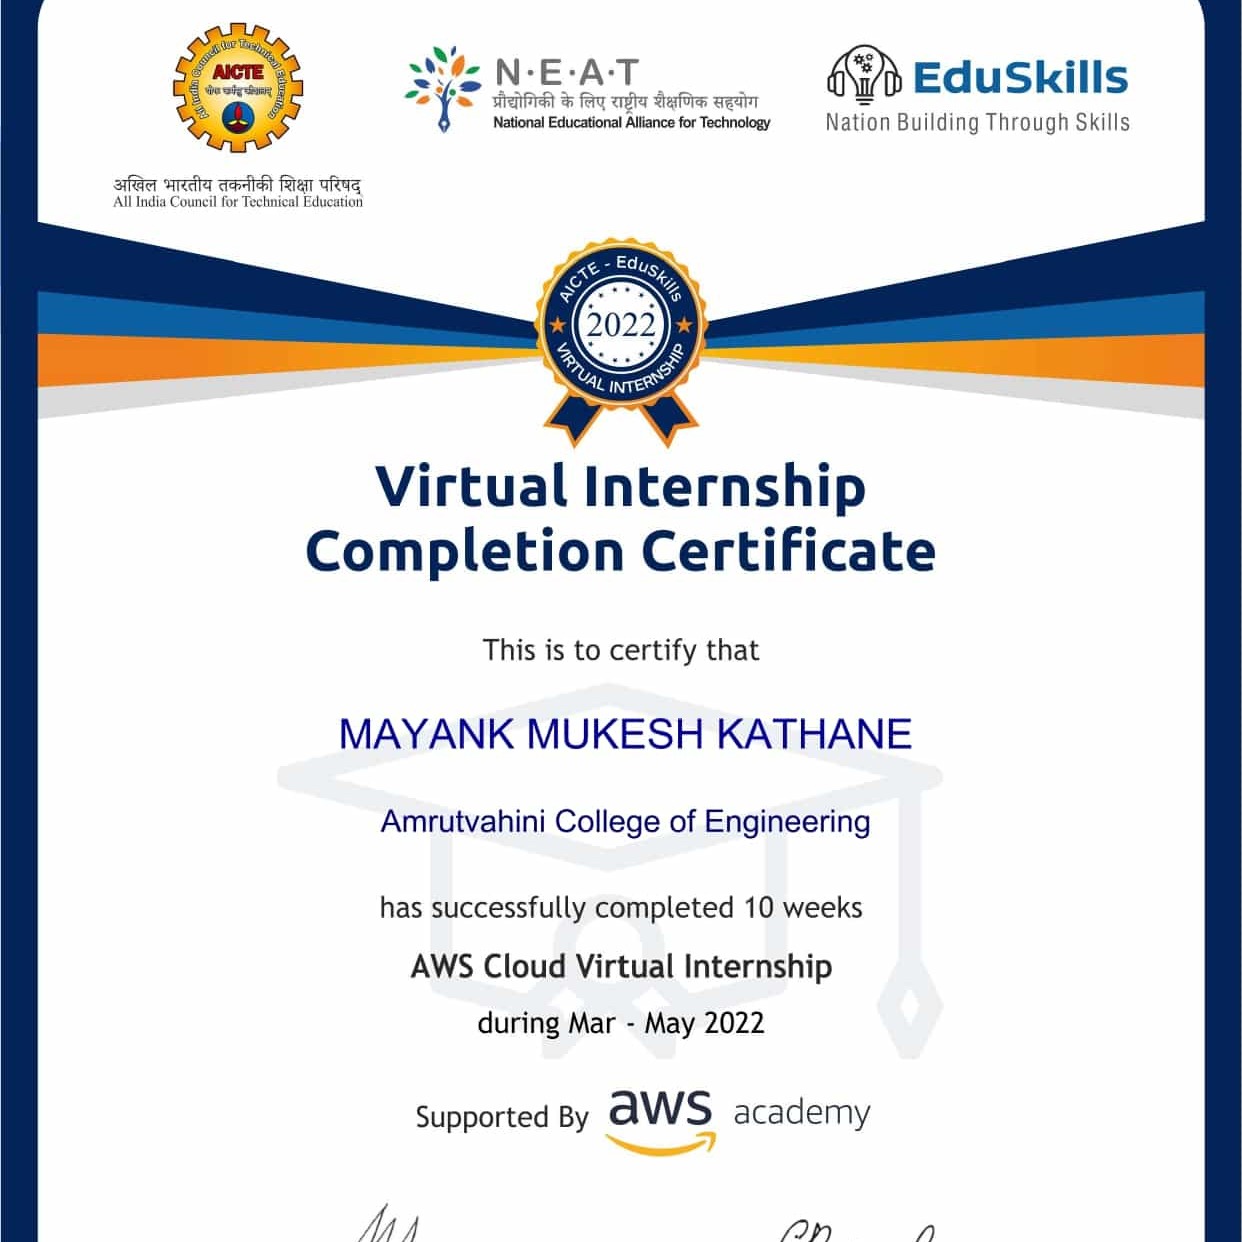 All India Council for Technical Education
AICTE
योगः कर्मसु कौशलम्
अखिल भारतीय तकनीकी शिक्षा परिषद्
All India Council for Technical Education
N·E·A·T
प्रौद्योगिकी के लिए राष्ट्रीय शैक्षणिक सहयोग
National Educational Alliance for Technology
EduSkills
Nation Building Through Skills
AICTE - EduSkills
2022
VIRTUAL INTERNSHIP
Virtual Internship
Completion Certificate
This is to certify that
MAYANK MUKESH KATHANE
Amrutvahini College of Engineering
has successfully completed 10 weeks
AWS Cloud Virtual Internship
during Mar - May 2022
Supported By aws academy